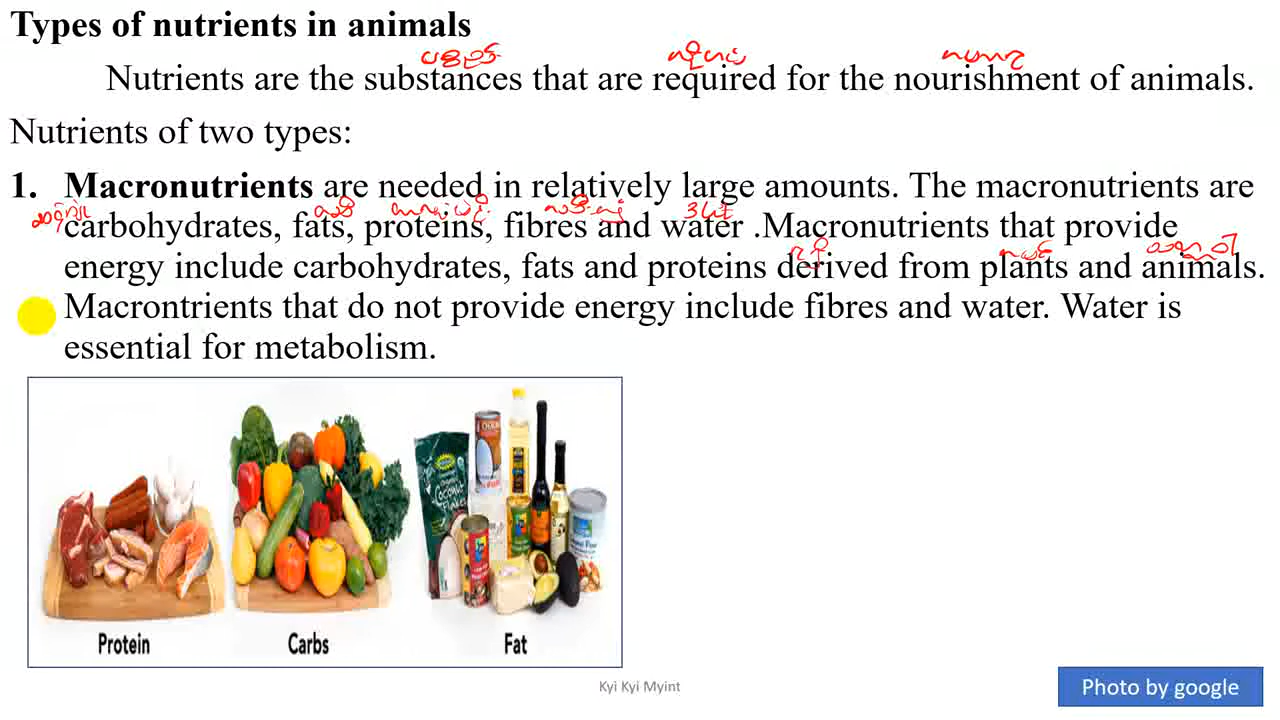 Types of nutrients in animals
Nutrients are the substances that are required for the nourishment of animals.
Nutrients of two types:
1. Macronutrients are needed in relatively large amounts. The macronutrients are
carbohydrates, fats, proteins, fibres and water .Macronutrients that provide
energy include carbohydrates, fats and proteins derived from plants and animals.
Macrontrients that do not provide energy include fibres and water. Water is
essential for metabolism.
Coconut
Flakes
Protein Carbs Fat
Kyi Kyi Myint
Photo by google